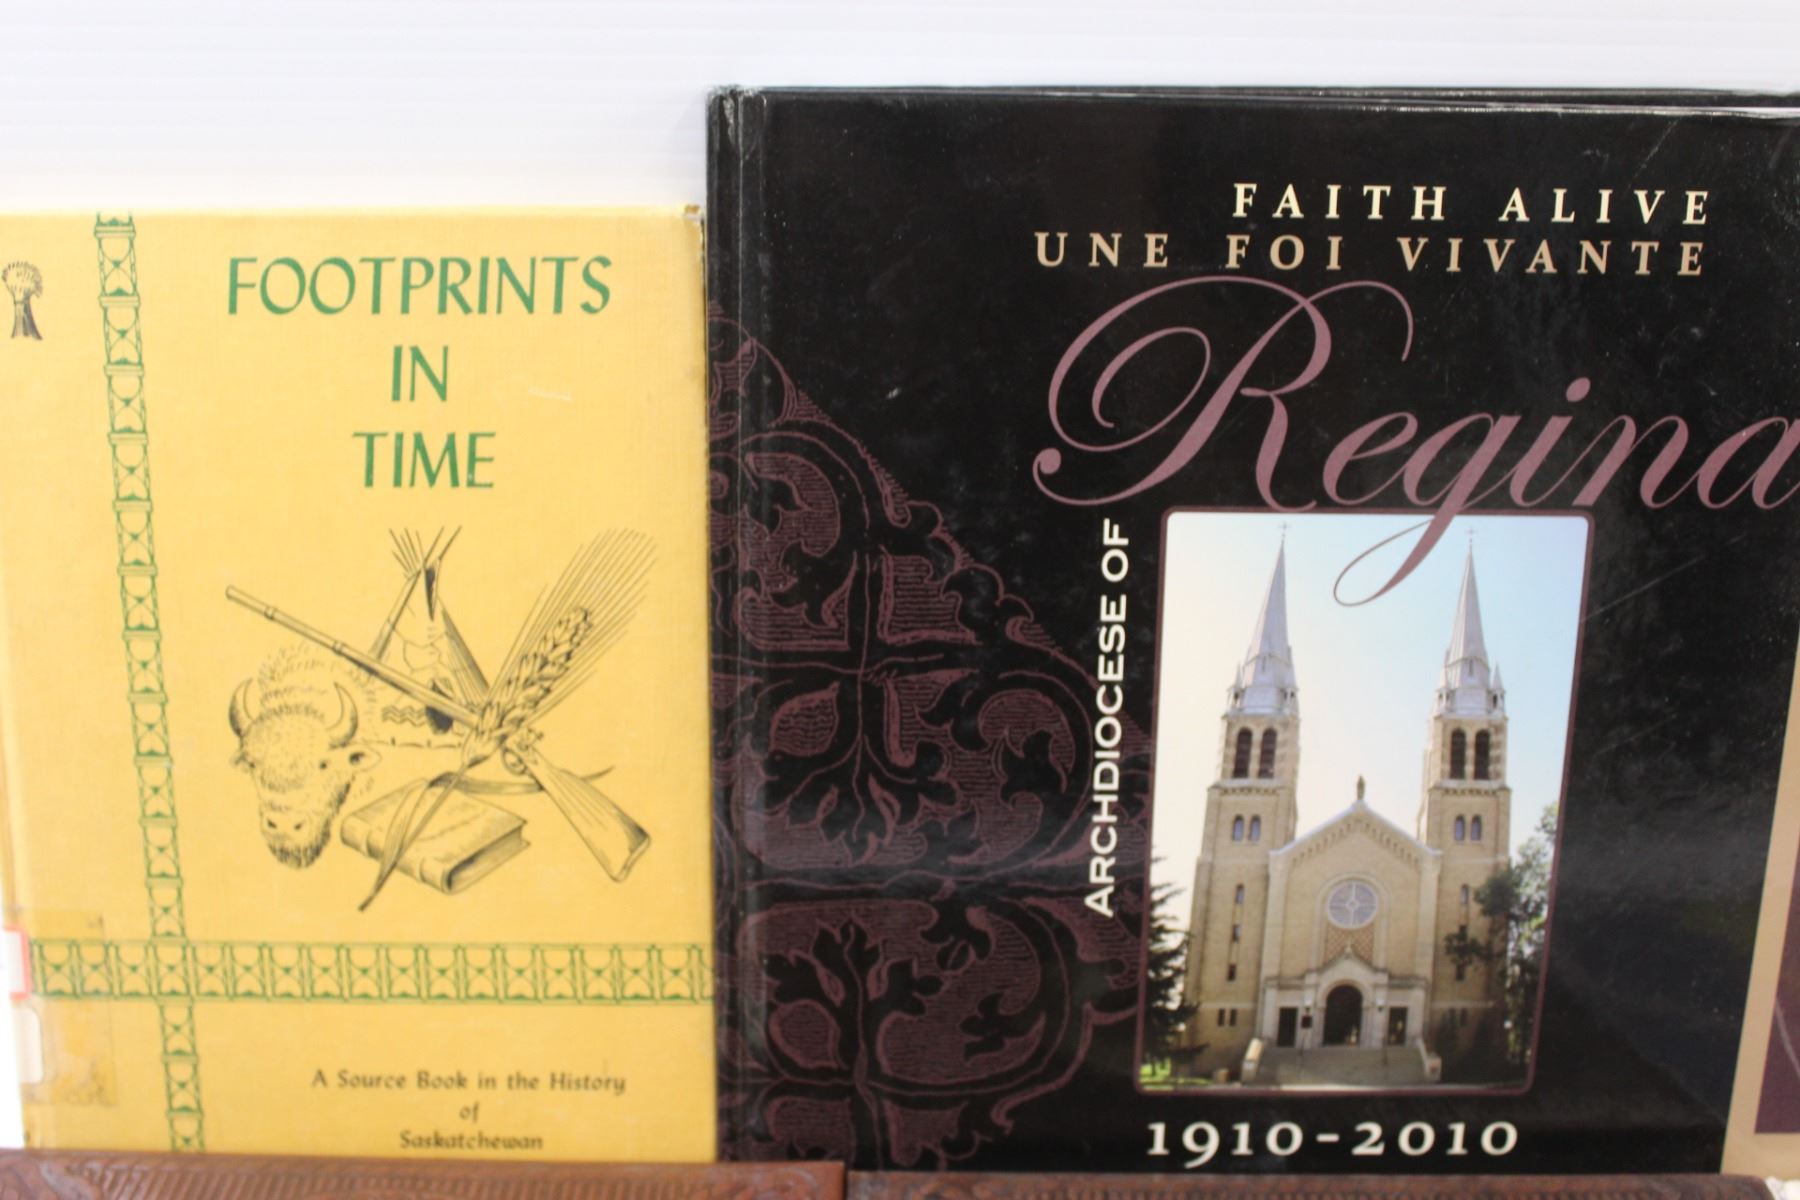 FOOTPRINTS
IN
TIME
A Source Book in the History
of
Saskatchewan
FAITH ALIVE
UNE FOI VIVANTE
Regina
ARCHDIOCESE OF
1910-2010